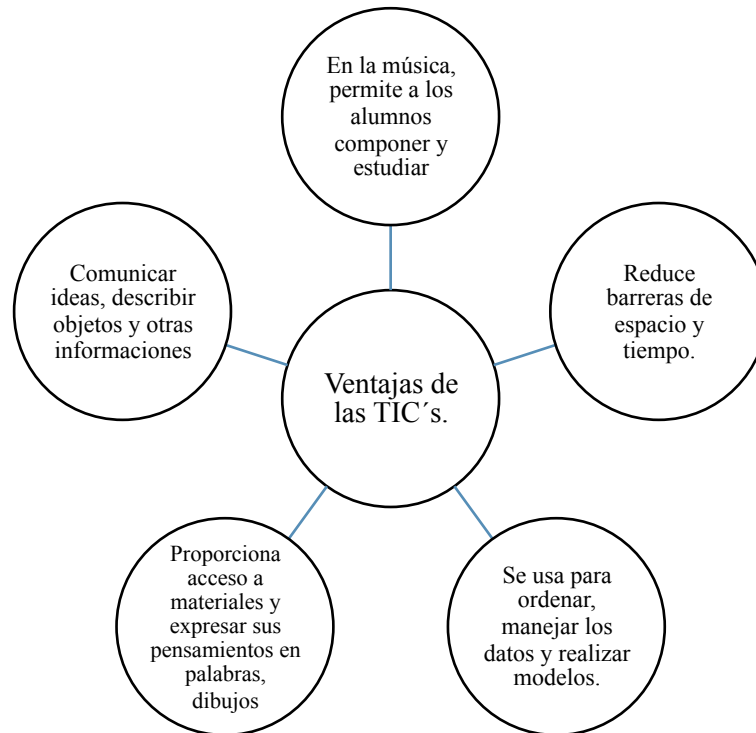 En la música,
permite a los
alumnos
componer y
estudiar
Comunicar
ideas, describir
objetos y otras
informaciones
Reduce
barreras de
espacio y
tiempo.
Ventajas de
las TIC´s.
Proporciona
acceso a
materiales y
expresar sus
pensamientos en
palabras,
dibujos
Se usa para
ordenar,
manejar los
datos y realizar
modelos.